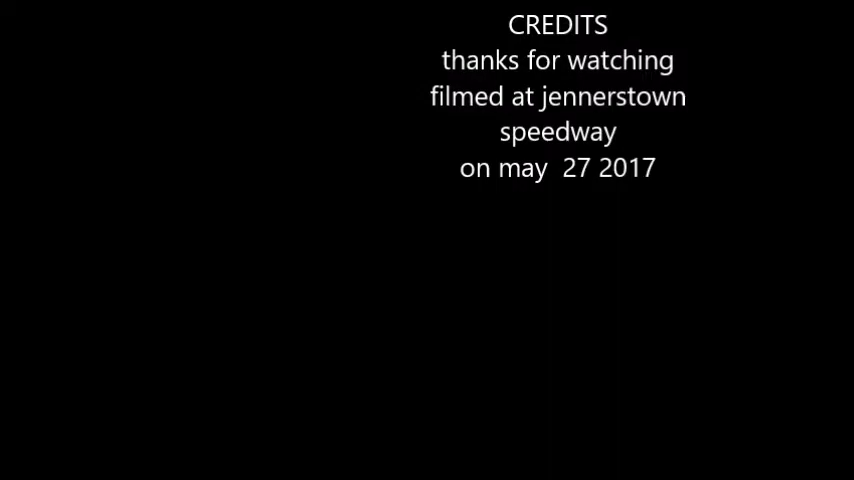 CREDITS
thanks for watching
filmed at jennerstown
speedway
on may  27 2017